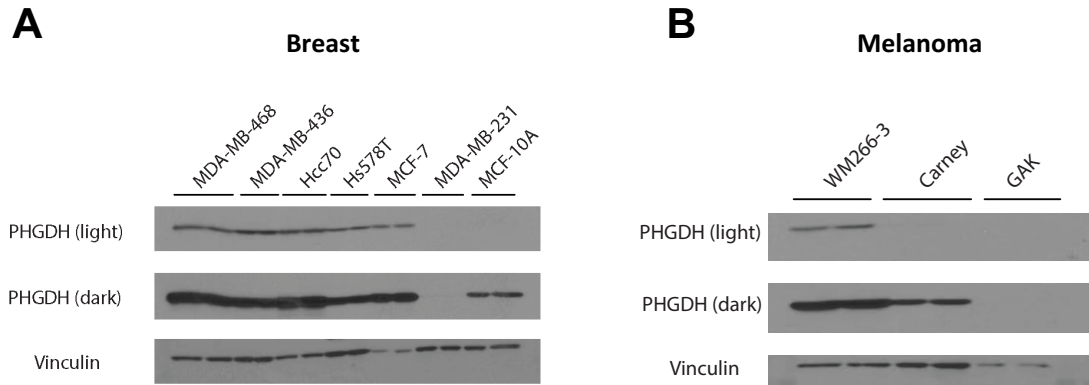 A
Breast
MDA-MB-468
MDA-MB-436
Hcc70
Hs578T
MCF-7
MDA-MB-231
MCF-10A
PHGDH (light)
PHGDH (dark)
Vinculin
B
Melanoma
WM266-3
Carney
GAK
PHGDH (light)
PHGDH (dark)
Vinculin